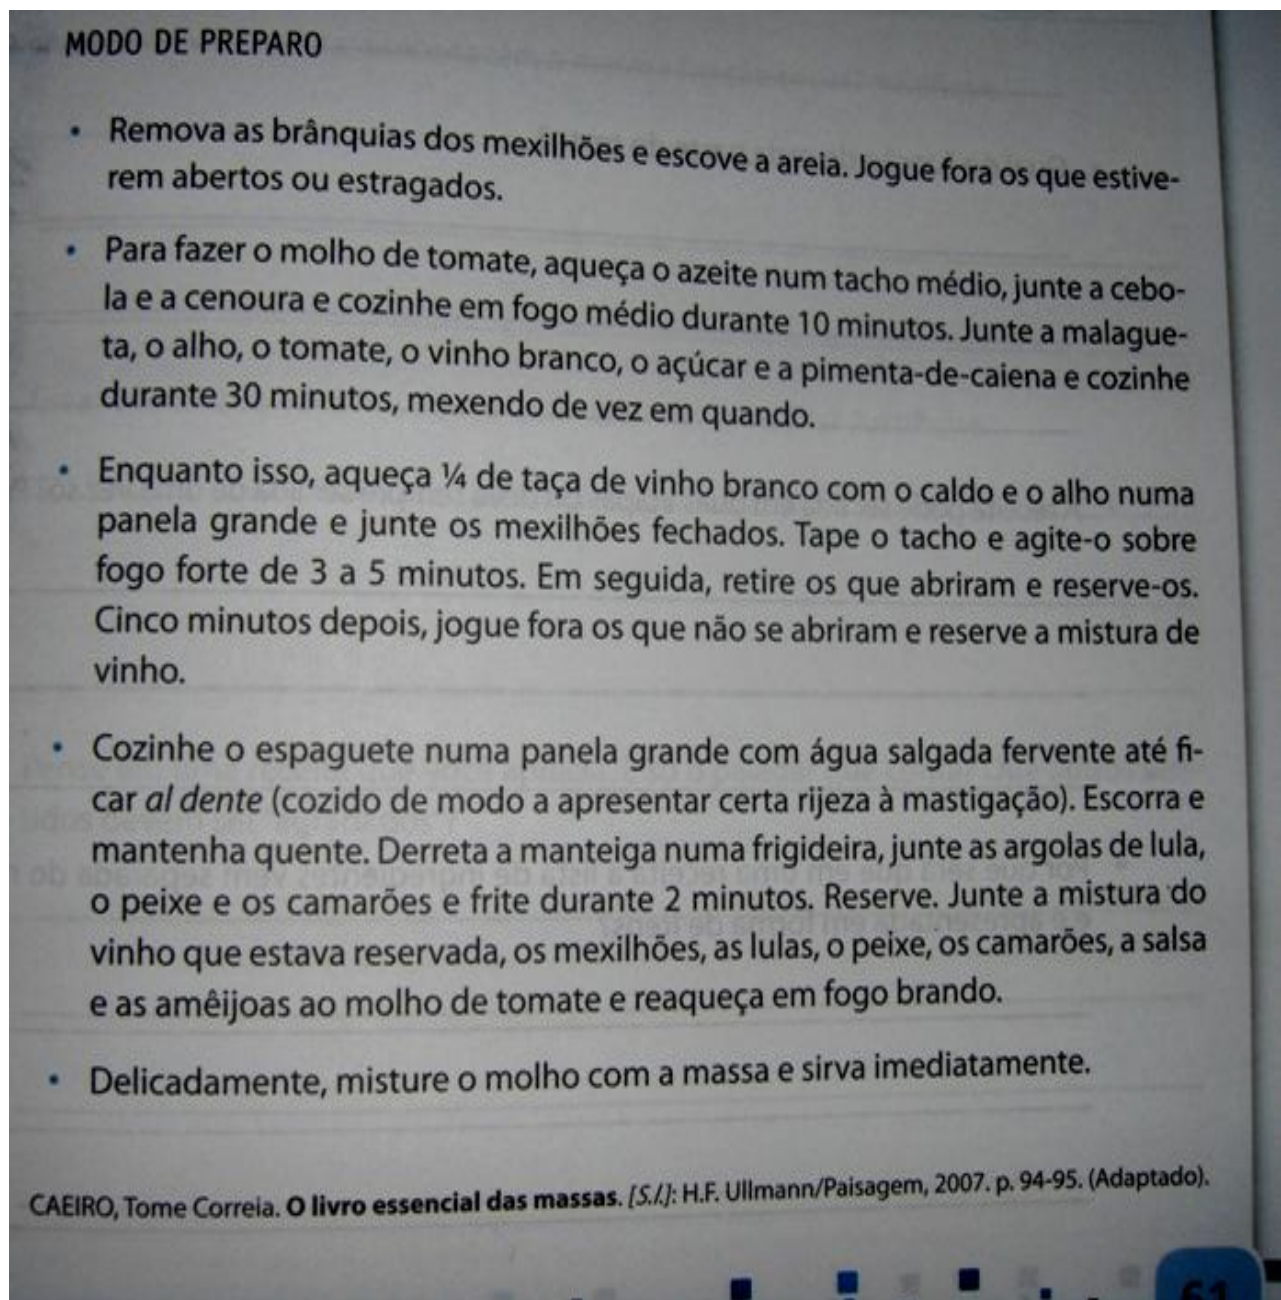 MODO DE PREPARO
• Remova as brânquias dos mexilhões e escove a areia. Jogue fora os que estive-
rem abertos ou estragados.
• Para fazer o molho de tomate, aqueça o azeite num tacho médio, junte a cebo-
la e a cenoura e cozinhe em fogo médio durante 10 minutos. Junte a malague-
ta, o alho, o tomate, o vinho branco, o açúcar e a pimenta-de-caiena e cozinhe
durante 30 minutos, mexendo de vez em quando.
• Enquanto isso, aqueça ¼ de taça de vinho branco com o caldo e o alho numa
panela grande e junte os mexilhões fechados. Tape o tacho e agite-o sobre
fogo forte de 3 a 5 minutos. Em seguida, retire os que abriram e reserve-os.
Cinco minutos depois, jogue fora os que não se abriram e reserve a mistura de
vinho.
• Cozinhe o espaguete numa panela grande com água salgada fervente até fi-
car al dente (cozido de modo a apresentar certa rijeza à mastigação). Escorra e
mantenha quente. Derreta a manteiga numa frigideira, junte as argolas de lula,
o peixe e os camarões e frite durante 2 minutos. Reserve. Junte a mistura do
vinho que estava reservada, os mexilhões, as lulas, o peixe, os camarões, a salsa
e as amêijoas ao molho de tomate e reaqueça em fogo brando.
• Delicadamente, misture o molho com a massa e sirva imediatamente.
CAEIRO, Tome Correia. O livro essencial das massas. [S.l.]: H.F. Ullmann/Paisagem, 2007. p. 94-95. (Adaptado).
61